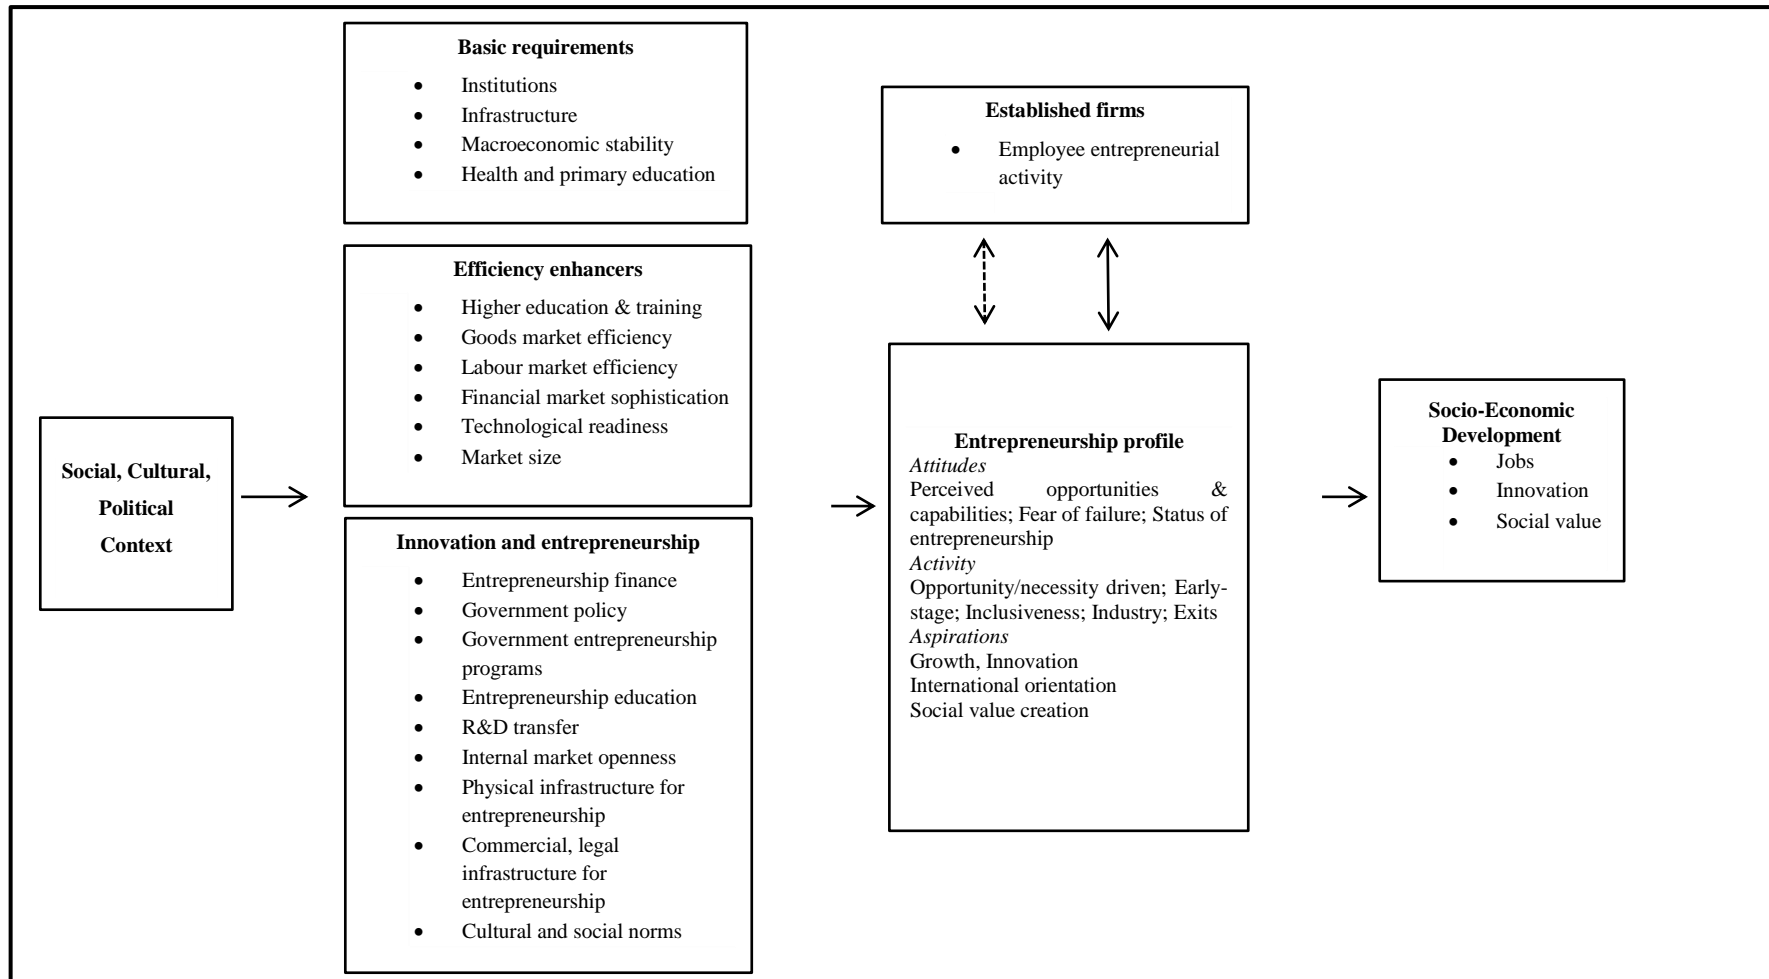 Social, Cultural,
Political
Context
Basic requirements
• Institutions
• Infrastructure
• Macroeconomic stability
• Health and primary education
Efficiency enhancers
• Higher education & training
• Goods market efficiency
• Labour market efficiency
• Financial market sophistication
• Technological readiness
• Market size
Innovation and entrepreneurship
• Entrepreneurship finance
• Government policy
• Government entrepreneurship
programs
• Entrepreneurship education
• R&D transfer
• Internal market openness
• Physical infrastructure for
entrepreneurship
• Commercial, legal
infrastructure for
entrepreneurship
• Cultural and social norms
Established firms
• Employee entrepreneurial
activity
Entrepreneurship profile
Attitudes
Perceived opportunities &
capabilities; Fear of failure; Status of
entrepreneurship
Activity
Opportunity/necessity driven; Early-
stage; Inclusiveness; Industry; Exits
Aspirations
Growth, Innovation
International orientation
Social value creation
Socio-Economic
Development
• Jobs
• Innovation
• Social value